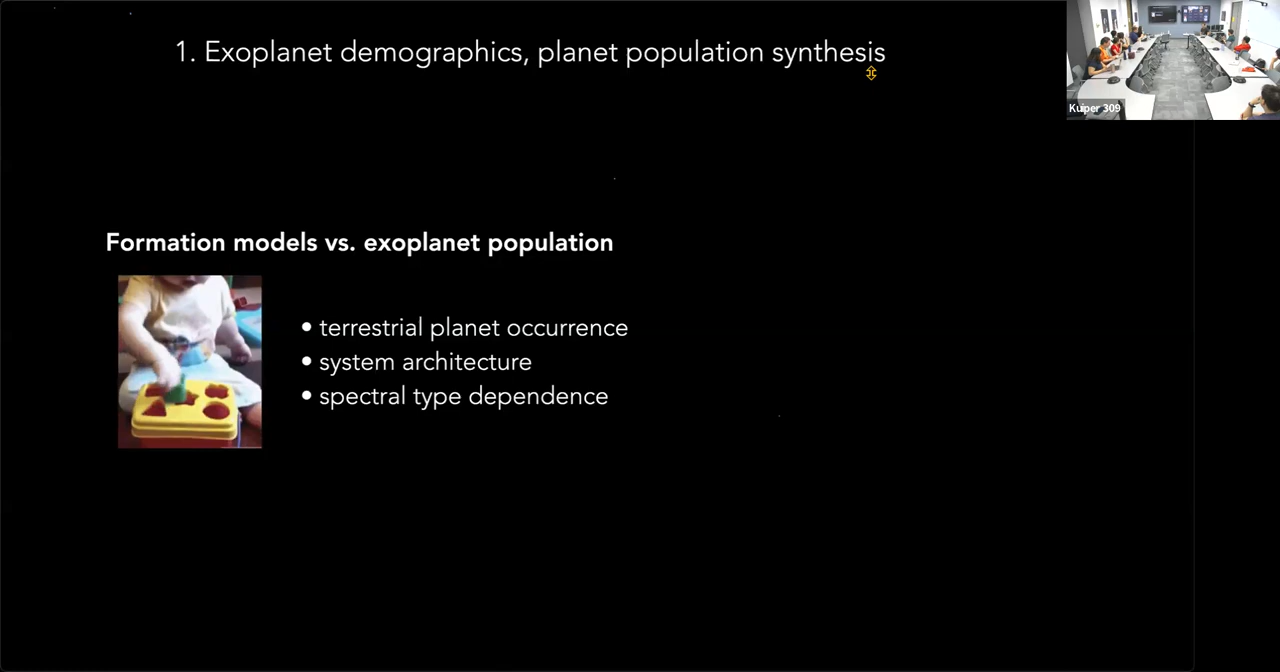 1. Exoplanet demographics, planet population synthesis
Kuiper 309
Formation models vs. exoplanet population
• terrestrial planet occurrence
• system architecture
• spectral type dependence